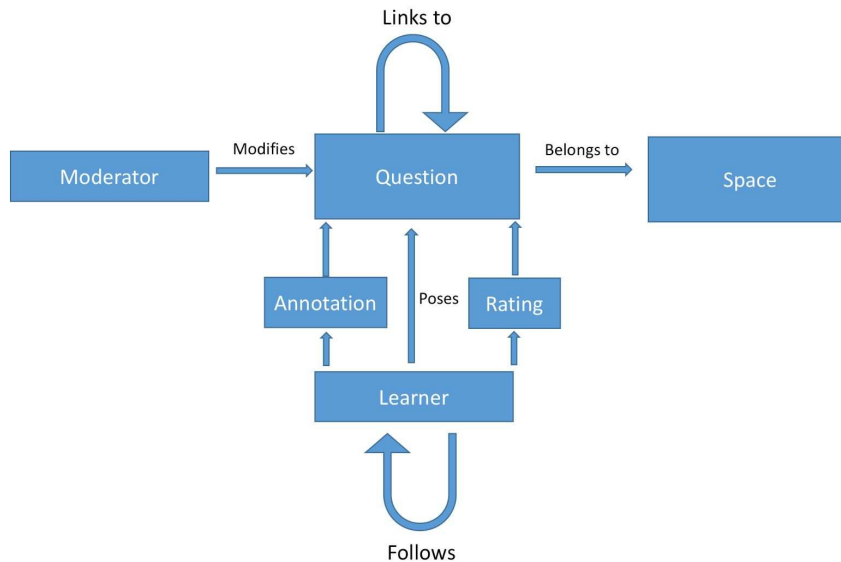 Links to
Modifies
Belongs to
Moderator
Question
Space
Annotation
Poses
Rating
Learner
Follows